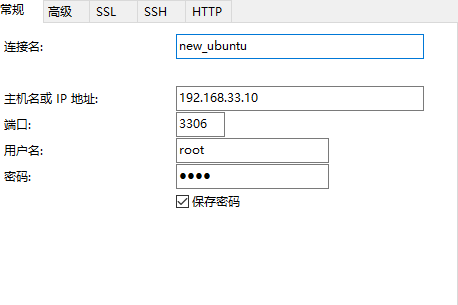 常规 高级 SSL SSH HTTP
连接名: new_ubuntu
主机名或 IP 地址: 192.168.33.10
端口: 3306
用户名: root
密码: ●●●●
保存密码